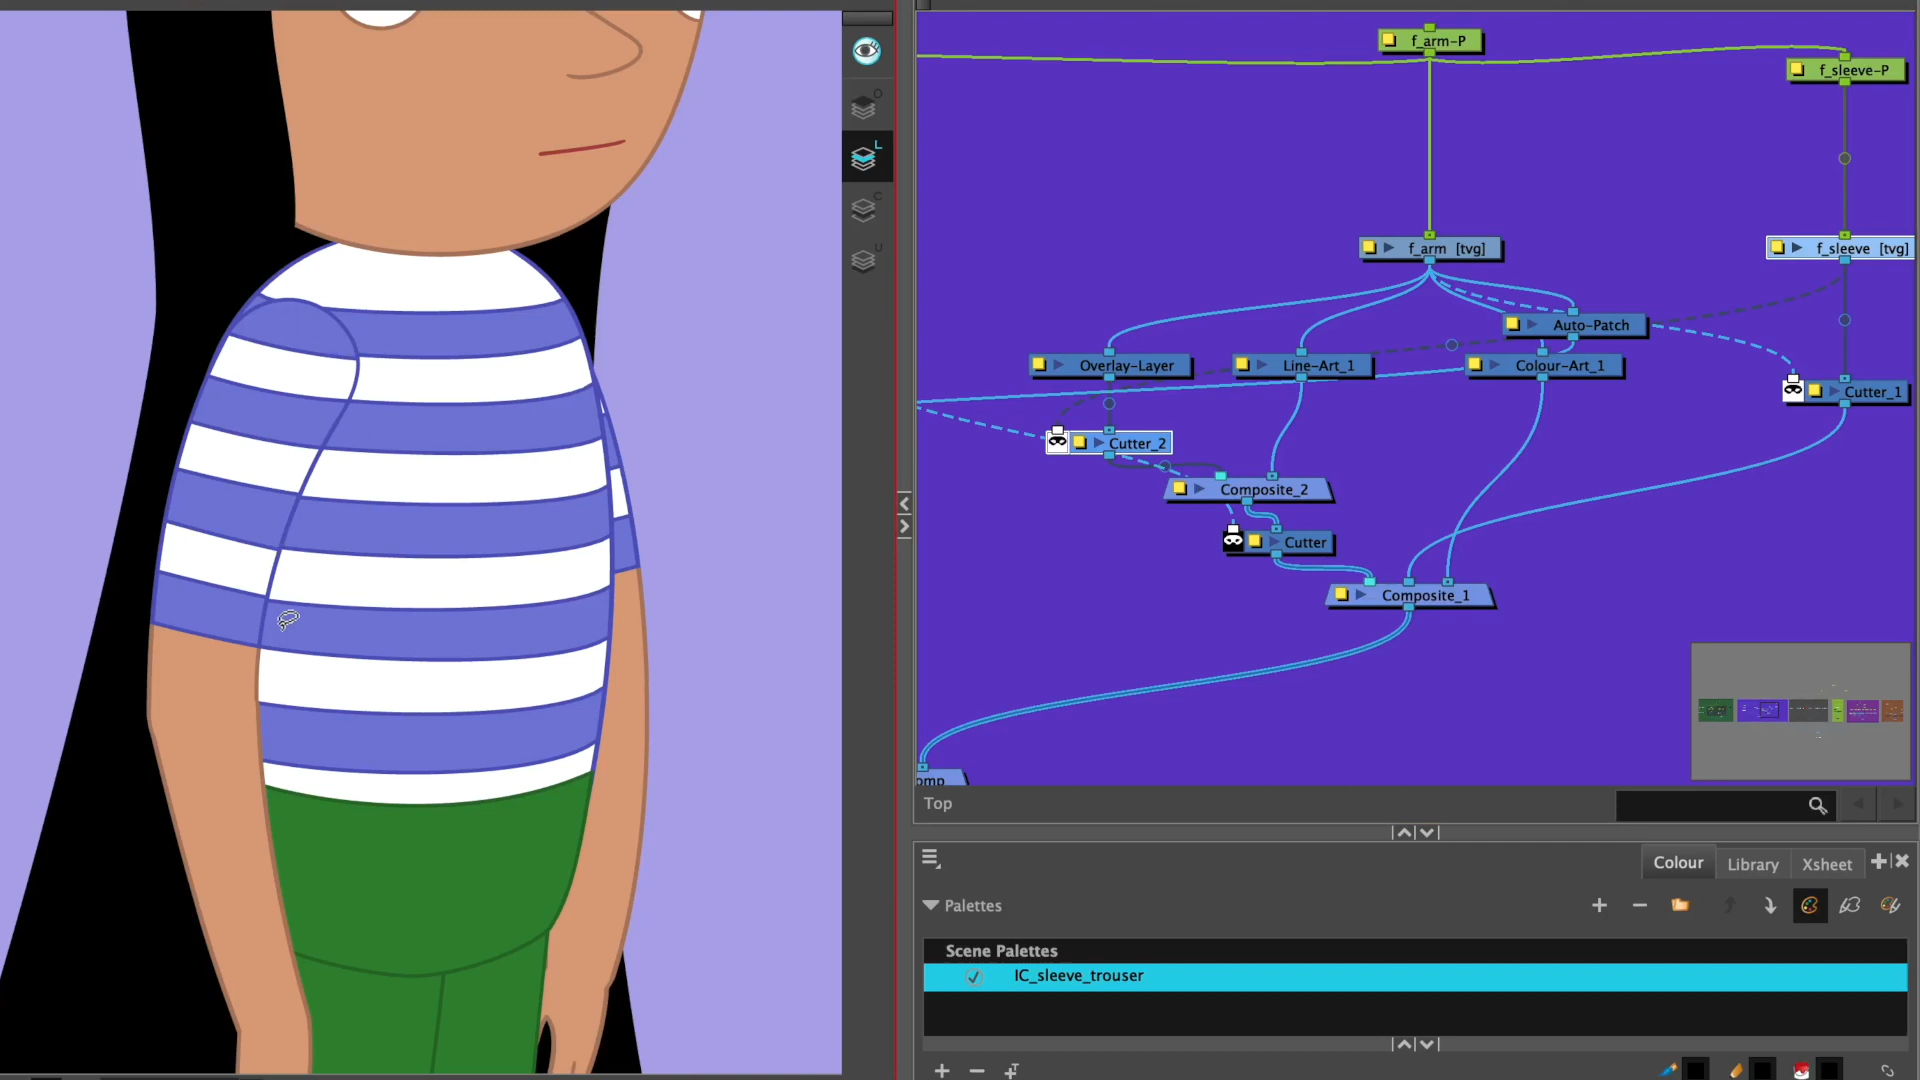 f_arm-P
f_sleeve-P
D
L
C
U
f_arm [tvg]
f_sleeve [tvg]
Auto-Patch
Overlay-Layer
Line-Art_1
Colour-Art_1
Cutter_1
Cutter_2
Composite_2
Cutter
Composite_1
omp
Top
Colour
Library
Xsheet
Palettes
Scene Palettes
IC_sleeve_trouser